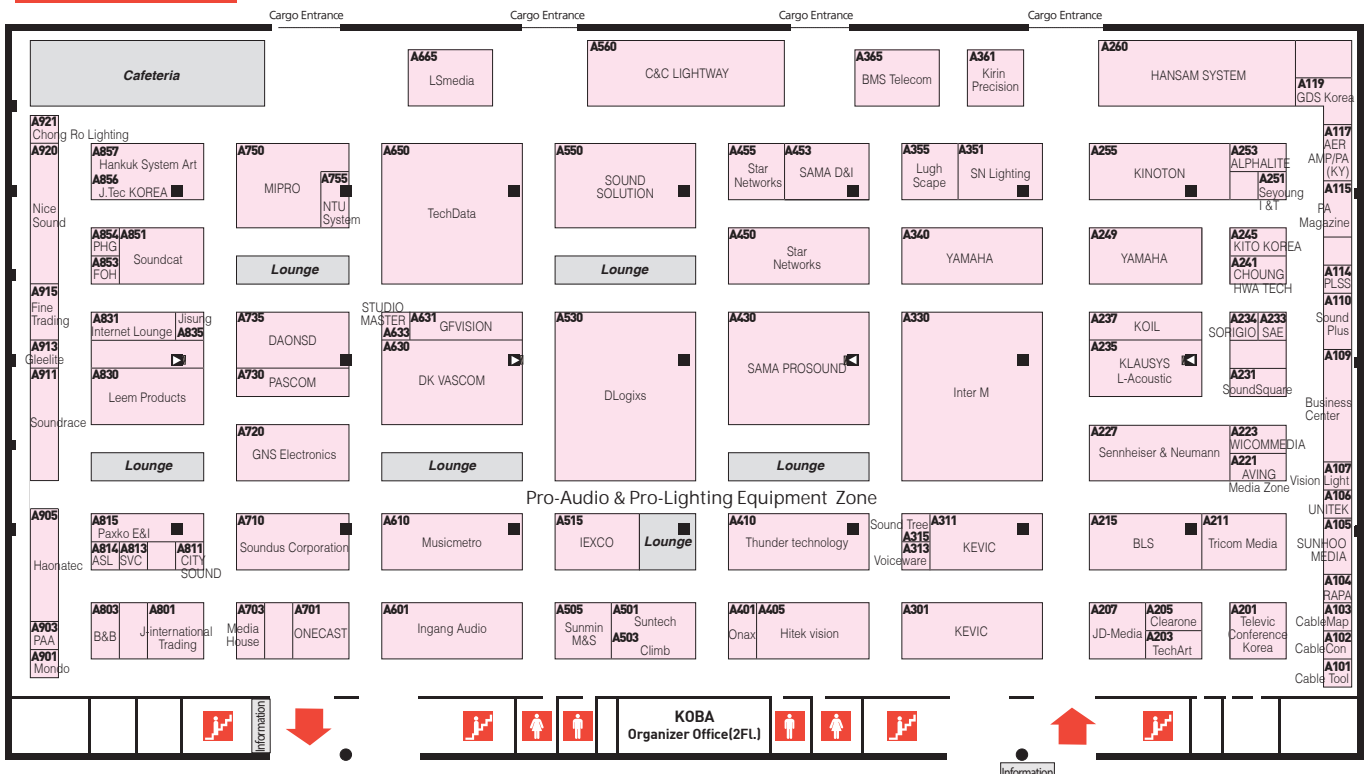 Cargo Entrance
Cargo Entrance
Cargo Entrance
Cargo Entrance
Cafeteria
A665
LSmedia
A560
C&C LIGHTWAY
A365
BMS Telecom
A361
Kirin
Precision
A260
HANSAM SYSTEM
A119
GDS Korea
A921
Chong Ro Lighting
A920
Nice
Sound
A857
Hankuk System Art
A856
J.Tec KOREA
A750
MIPRO
A755
NTU
System
A650
TechData
A550
SOUND
SOLUTION
A455
Star
Networks
A453
SAMA D&I
A355
Lugh
Scape
A351
SN Lighting
A255
KINOTON
A253
ALPHALITE
A251
Seyoung
I &T
A117
AER
AMP/PA
(KY)
A115
PA
Magazine
A854
PHG
A853
FOH
A851
Soundcat
Lounge
Lounge
A450
Star
Networks
A340
YAMAHA
A249
YAMAHA
A245
KITO KOREA
A241
CHOUNG
HWA TECH
A114
PLSS
A110
Sound
Plus
A915
Fine
Trading
A913
Gleelite
A911
Soundrace
A831
Internet Lounge
Jisung
A835
A830
Leem Products
A735
DAONSD
A730
PASCOM
STUDIO
MASTER
A633
A631
GFVISION
A630
DK VASCOM
A530
DLogixs
A430
SAMA PROSOUND
A330
Inter M
A237
KOIL
A235
KLAUSYS
L-Acoustic
A234
SORIGIO
A233
SAE
A231
SoundSquare
A109
Business
Center
A720
GNS Electronics
Lounge
Lounge
Lounge
A227
Sennheiser & Neumann
A223
WICOMMEDIA
A221
AVING
Media Zone
A107
Vision Light
A106
UNITEK
Pro-Audio & Pro-Lighting Equipment Zone
A905
Haonatec
A815
Paxko E&I
A814
ASL
A813
SVC
A811
CITY
SOUND
A710
Soundus Corporation
A610
Musicmetro
A515
IEXCO
Lounge
A410
Thunder technology
Sound Tree
A315
A313
Voiceware
A311
KEVIC
A215
BLS
A211
Tricom Media
A105
SUNHOO
MEDIA
A104
RAPA
A903
PAA
A901
Mondo
A803
B&B
A801
J-international
Trading
A703
Media
House
A701
ONECAST
A601
Ingang Audio
A505
Sunmin
M&S
A501
Suntech
A503
Climb
A401
Onax
A405
Hitek vision
A301
KEVIC
A207
JD-Media
A205
Clearone
A203
TechArt
A201
Televic
Conference
Korea
A103
CableMap
A102
CableCon
A101
Cable Tool
Information
KOBA
Organizer Office(2Fl.)
Information